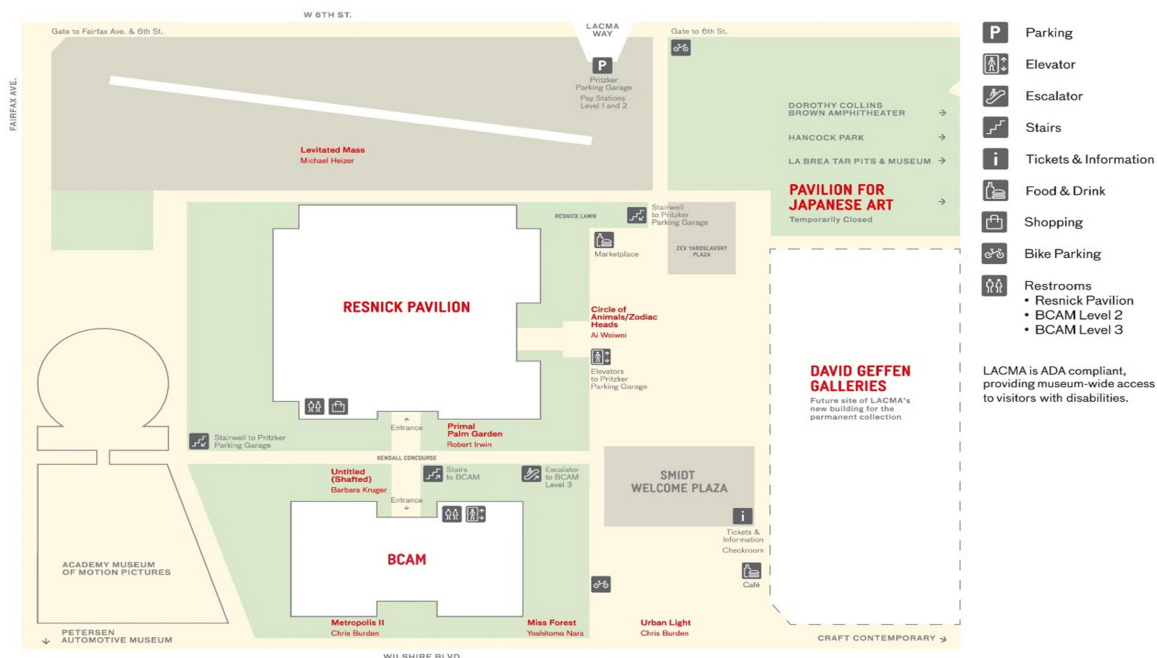 W 6TH ST.
Gate to Fairfax Ave. & 6th St.
LACMA
WAY
Gate to 6th St.
FAIRFAX AVE.
P
Pritzker
Parking Garage
Pay Stations
Level 1 and 2
Levitated Mass
Michael Heizer
DOROTHY COLLINS
BROWN AMPHITHEATER
HANCOCK PARK
LA BREA TAR PITS & MUSEUM
PAVILION FOR
JAPANESE ART
Temporarily Closed
RESNICK LAWN
Stairwell
to Pritzker
Parking Garage
Marketplace
ZEV YAROSLAVSKY
PLAZA
RESNICK PAVILION
Circle of
Animals/Zodiac
Heads
Ai Weiwei
Elevators
to Pritzker
Parking Garage
DAVID GEFFEN
GALLERIES
Future site of LACMA's
new building for the
permanent collection
Entrance
Primal
Palm Garden
Robert Irwin
Stairwell to Pritzker
Parking Garage
KENDALL CONCOURSE
Untitled
(Shafted)
Barbara Kruger
Stairs
to BCAM
Escalator
to BCAM
Level 3
Entrance
SMIDT
WELCOME PLAZA
i
Tickets &
Information
Checkroom
Café
BCAM
ACADEMY MUSEUM
OF MOTION PICTURES
Metropolis II
Chris Burden
Miss Forest
Yoshitomo Nara
Urban Light
Chris Burden
PETERSEN
AUTOMOTIVE MUSEUM
CRAFT CONTEMPORARY
WILSHIRE BLVD.
P
Parking
Elevator
Escalator
Stairs
i
Tickets & Information
Food & Drink
Shopping
Bike Parking
Restrooms
• Resnick Pavilion
• BCAM Level 2
• BCAM Level 3
LACMA is ADA compliant,
providing museum-wide access
to visitors with disabilities.